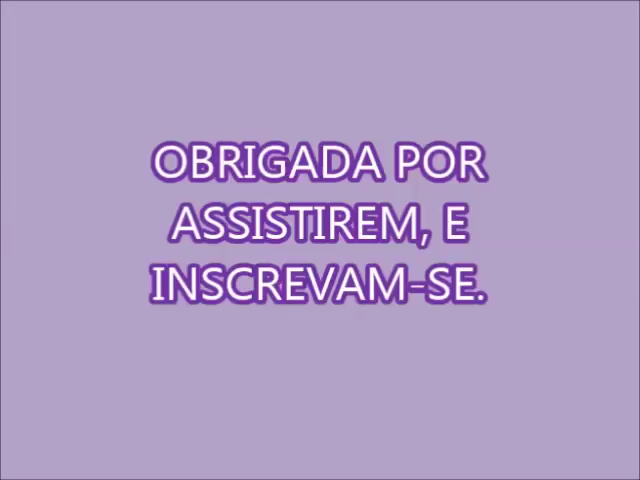 OBRIGADA POR
ASSISTIREM, E
INSCREVAM-SE.